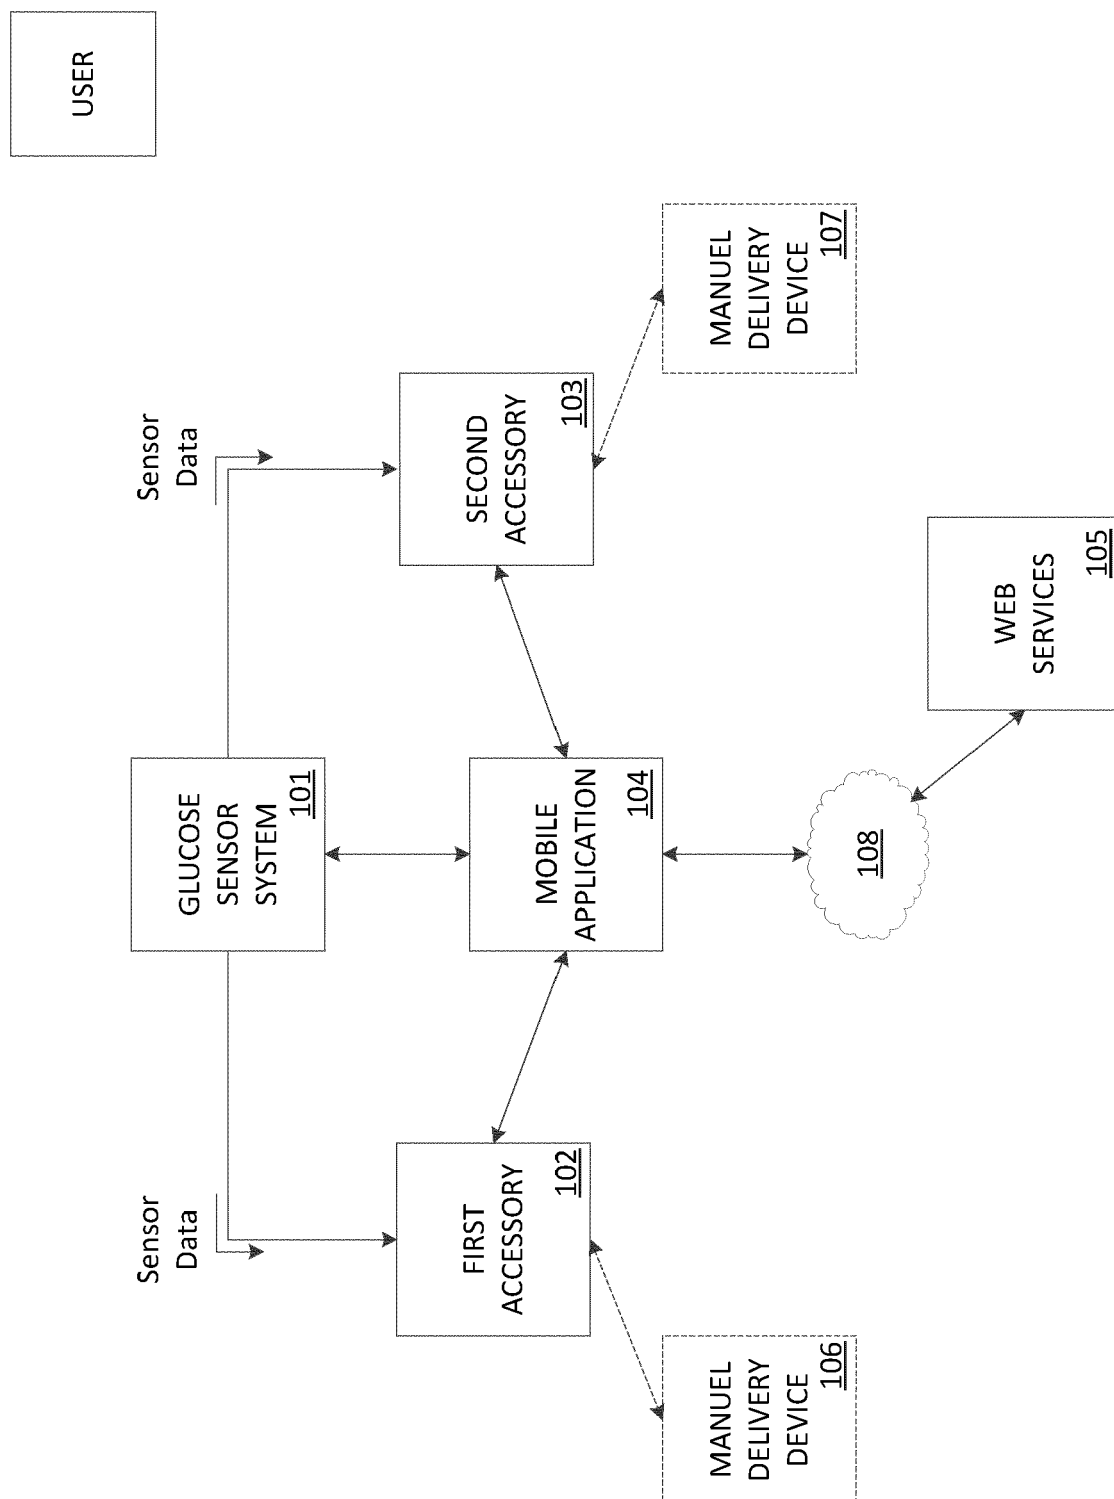 USER
Sensor
Data
Sensor
Data
GLUCOSE
SENSOR
SYSTEM
101
FIRST
ACCESSORY
102
SECOND
ACCESSORY
103
MOBILE
APPLICATION
104
MANUEL
DELIVERY
DEVICE
106
MANUEL
DELIVERY
DEVICE
107
108
WEB
SERVICES
105